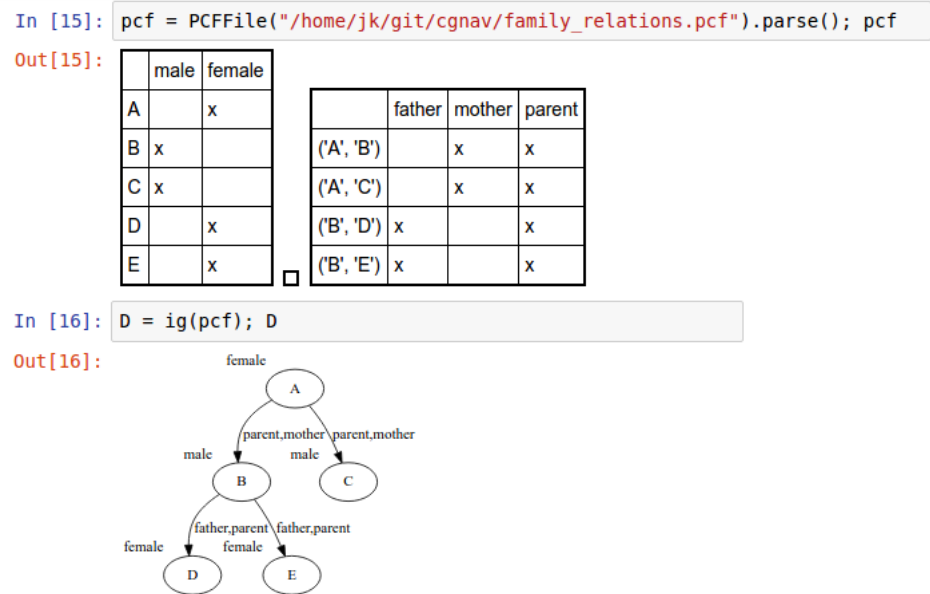 In [15]: pcf = PCFFile("/home/jk/git/cgnav/family_relations.pcf").parse(); pcf
Out[15]:
male female
A x
B x
C x
D x
E x
father mother parent
('A', 'B') x x
('A', 'C') x x
('B', 'D') x x
('B', 'E') x x
In [16]: D = ig(pcf); D
Out[16]:
female
A
parent,mother parent,mother
male male
B C
father,parent father,parent
female female
D E